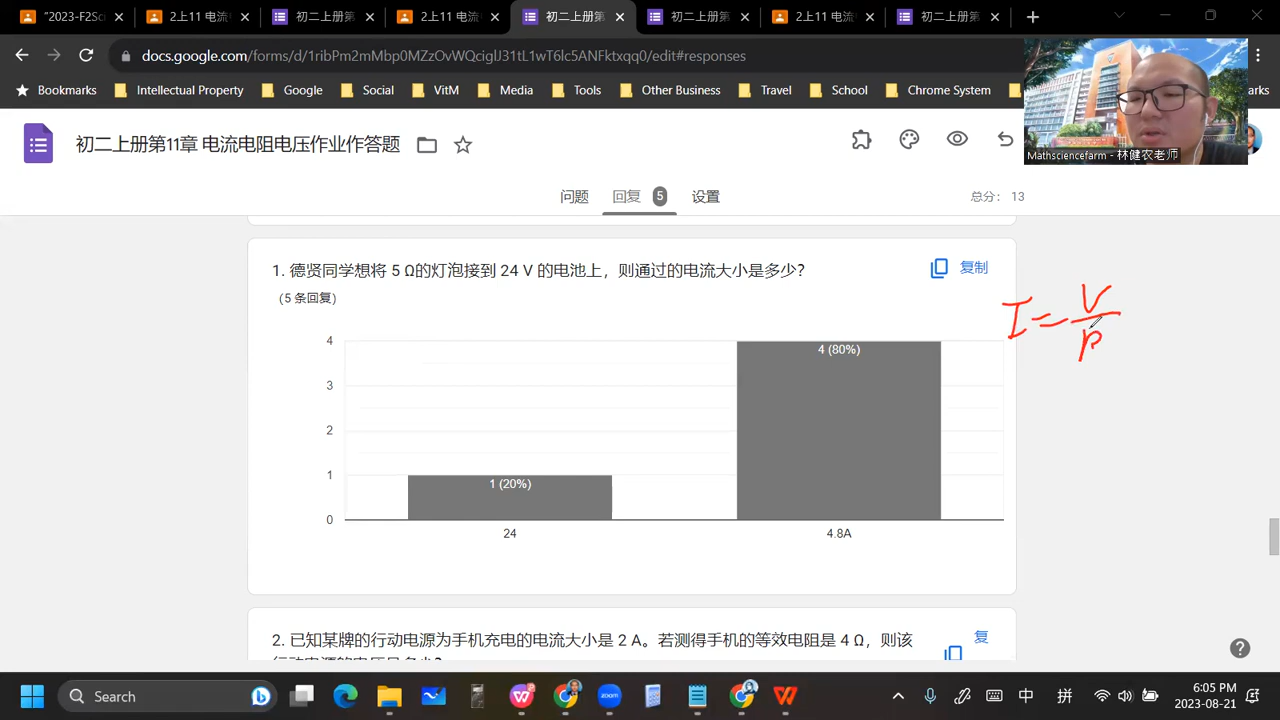 "2023-F2Sc
2上11 电流
初二上册第
2上11 电流
初二上册第
初二上册第
2上11 电流
初二上册第
docs.google.com/forms/d/
/edit#responses
Bookmarks
Intellectual Property
Google
VitM
Media
Tools
Other Business
Travel
School
Chrome System
Mathsciencefarm - 林健农老师
初二上册第11章 电流电阻电压作业作答题
问题
回复 5
设置
总分： 13
1. 德贤同学想将 5 Ω的灯泡接到 24 V 的电池上，则通过的电流大小是多少？
复制
(5 条回复)
I = V/R
4
3
2
1
0
4 (80%)
1 (20%)
24
4.8A
2. 已知某牌的行动电源为手机充电的电流大小是 2 A。若测得手机的等效电阻是 4 Ω，则该
复
Search
中
拼
6:05 PM
2023-08-21